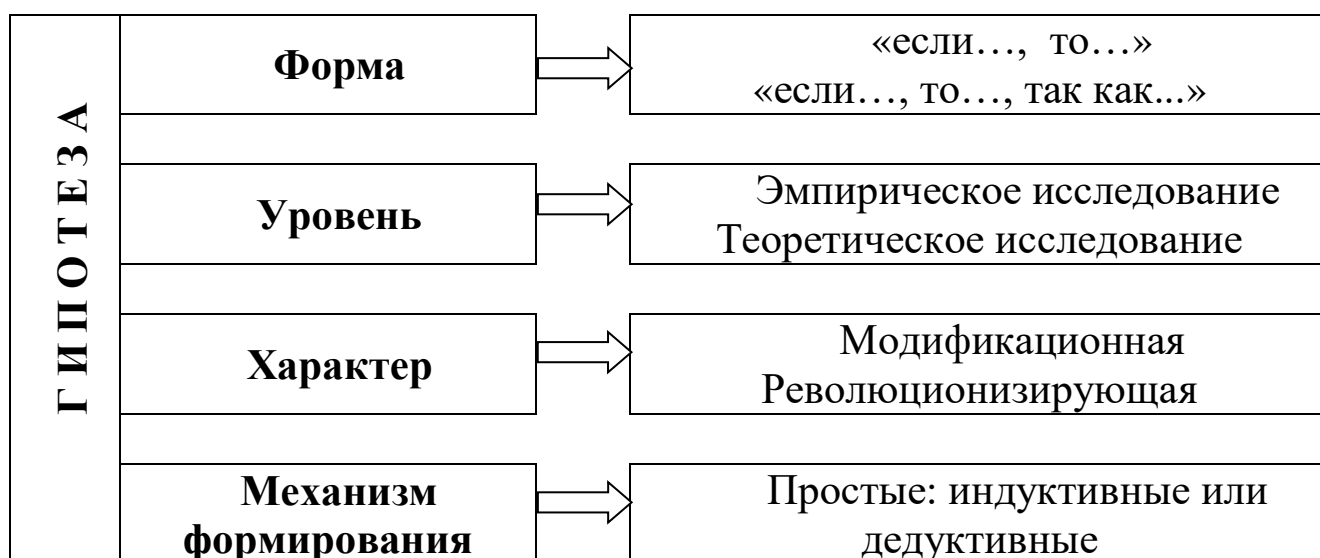 ГИПОТЕЗА
Форма
«если…, то…»
«если…, то…, так как...»
Уровень
Эмпирическое исследование
Теоретическое исследование
Характер
Модификационная
Революционизирующая
Механизм
формирования
Простые: индуктивные или
дедуктивные